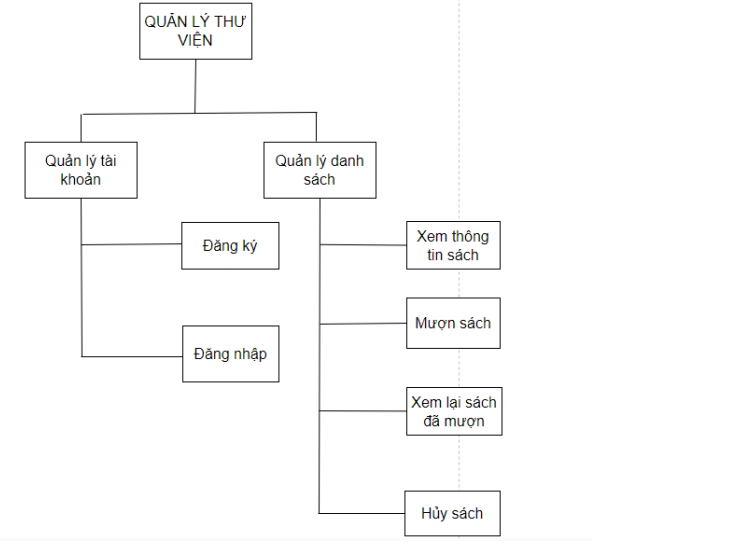 QUẢN LÝ THƯ
VIỆN
Quản lý tài
khoản
Quản lý danh
sách
Đăng ký
Xem thông
tin sách
Mượn sách
Đăng nhập
Xem lại sách
đã mượn
Hủy sách